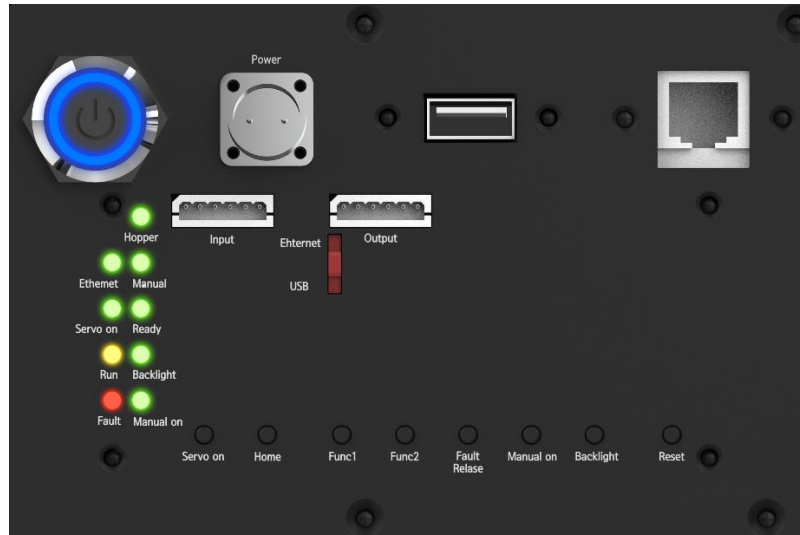 Power
Input
Output
Hopper
Ehternet
Ethemet
Manual
USB
Servo on
Ready
Run
Backlight
Fault
Manual on
Servo on
Home
Func1
Func2
Fault
Relase
Manual on
Backlight
Reset